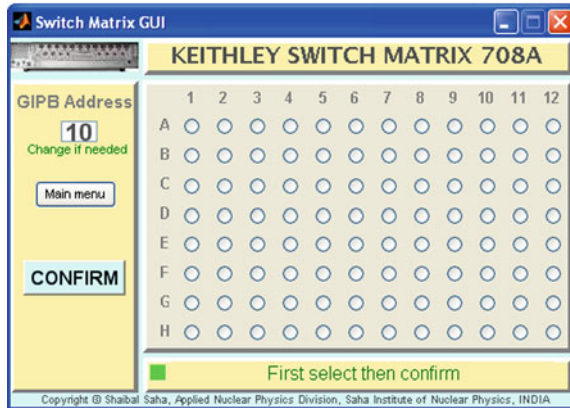 Switch Matrix GUI
KEITHLEY SWITCH MATRIX 708A
GIPB Address
10
Change if needed
Main menu
CONFIRM
1 2 3 4 5 6 7 8 9 10 11 12
A
B
C
D
E
F
G
H
First select then confirm
Copyright @ Shaibal Saha, Applied Nuclear Physics Division, Saha Institute of Nuclear Physics, INDIA